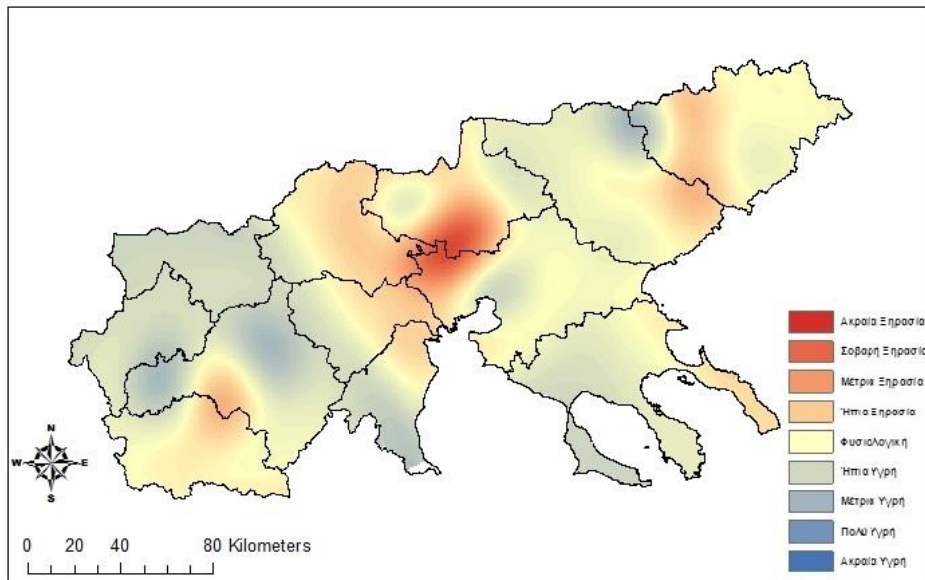 Ακραία Ξηρασία
Σοβαρή Ξηρασία
Μέτρια Ξηρασία
Ήπια Ξηρασία
Φυσιολογική
Ήπια Υγρή
Μέτρια Υγρή
Πολύ Υγρή
Ακραία Υγρή
N
W E
S
0 20 40 80 Kilometers